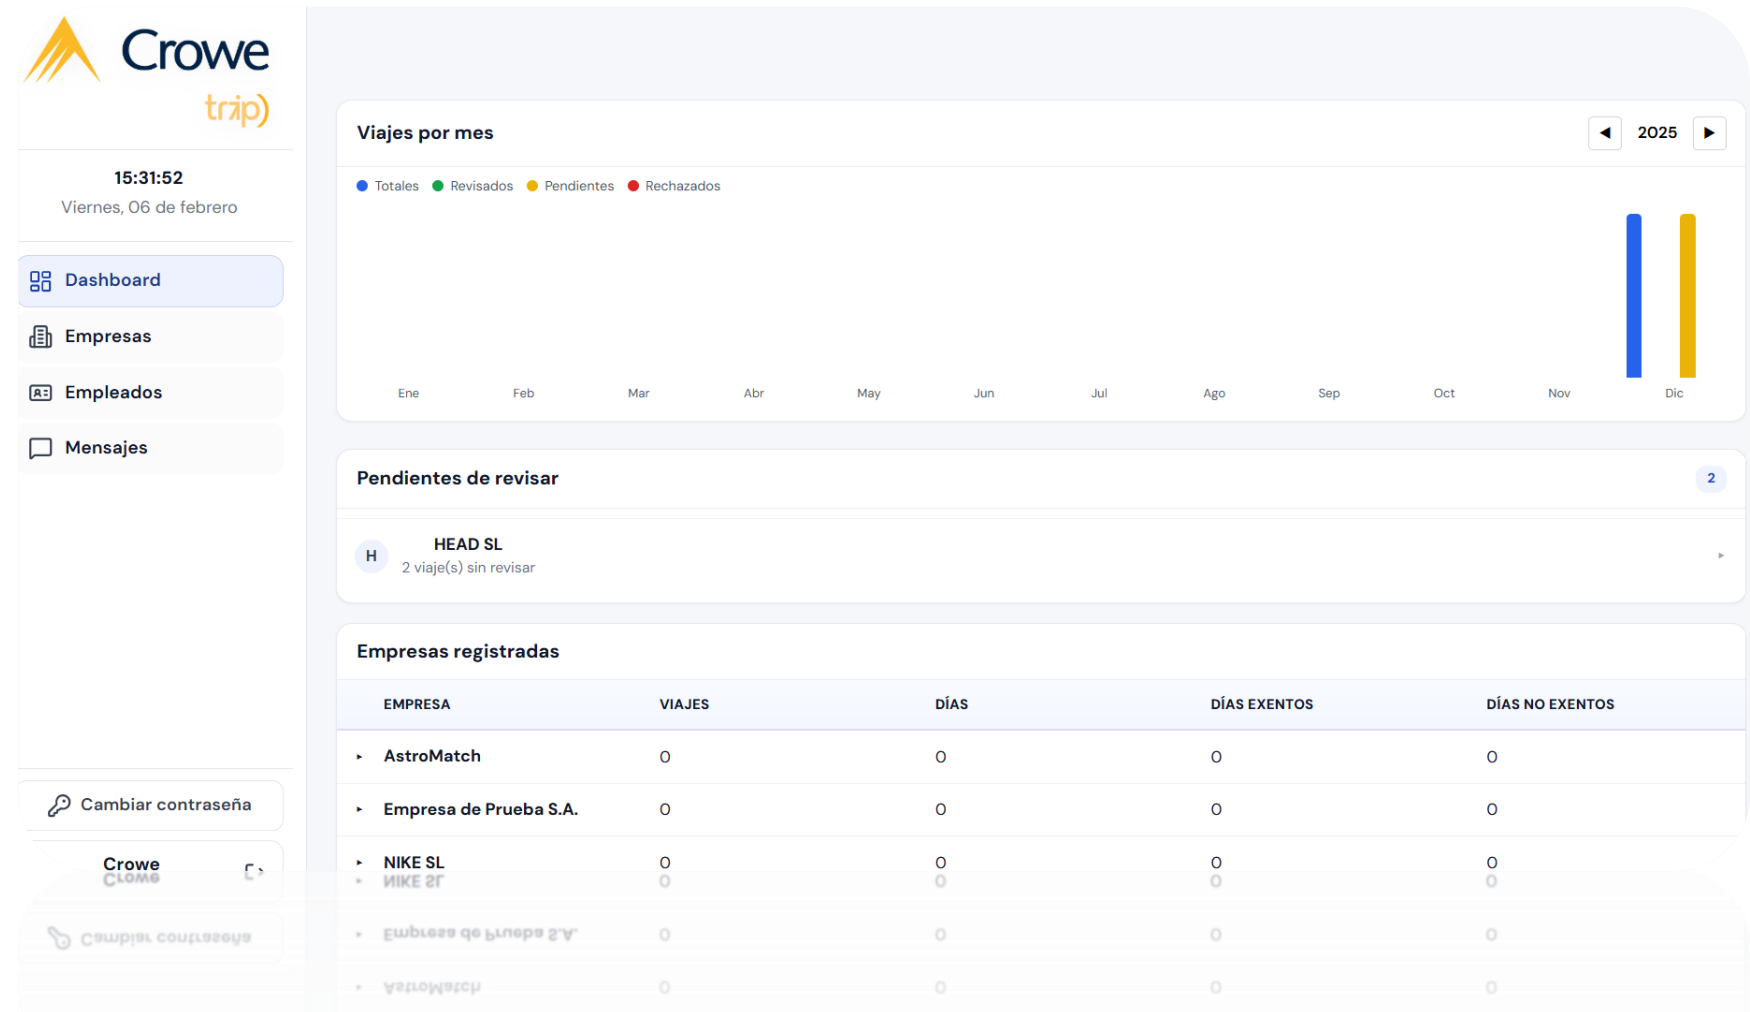 Crowe
trip)
15:31:52
Viernes, 06 de febrero
Dashboard
Empresas
Empleados
Mensajes
Cambiar contraseña
Crowe
Viajes por mes
◀ 2025 ▶
Totales Revisados Pendientes Rechazados
Ene Feb Mar Abr May Jun Jul Ago Sep Oct Nov Dic
Pendientes de revisar 2
H
HEAD SL
2 viaje(s) sin revisar
Empresas registradas
EMPRESA VIAJES DÍAS DÍAS EXENTOS DÍAS NO EXENTOS
AstroMatch 0 0 0 0
Empresa de Prueba S.A. 0 0 0 0
NIKE SL 0 0 0 0